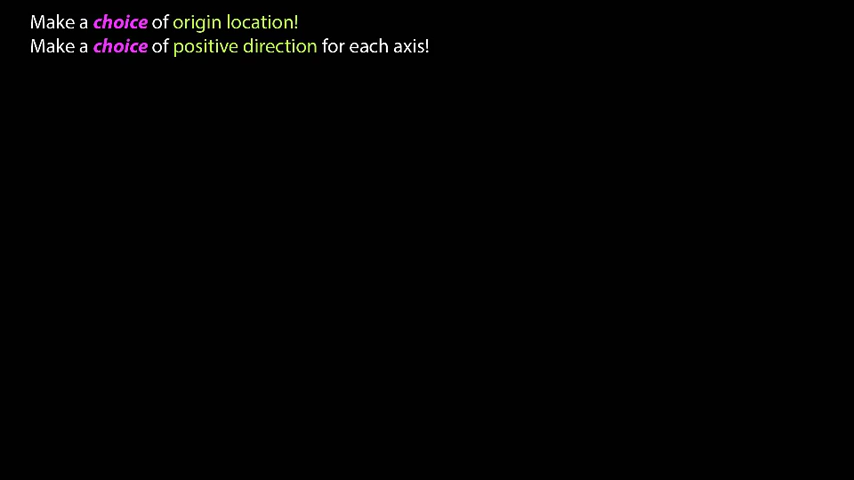 Make a choice of origin location!
Make a choice of positive direction for each axis!